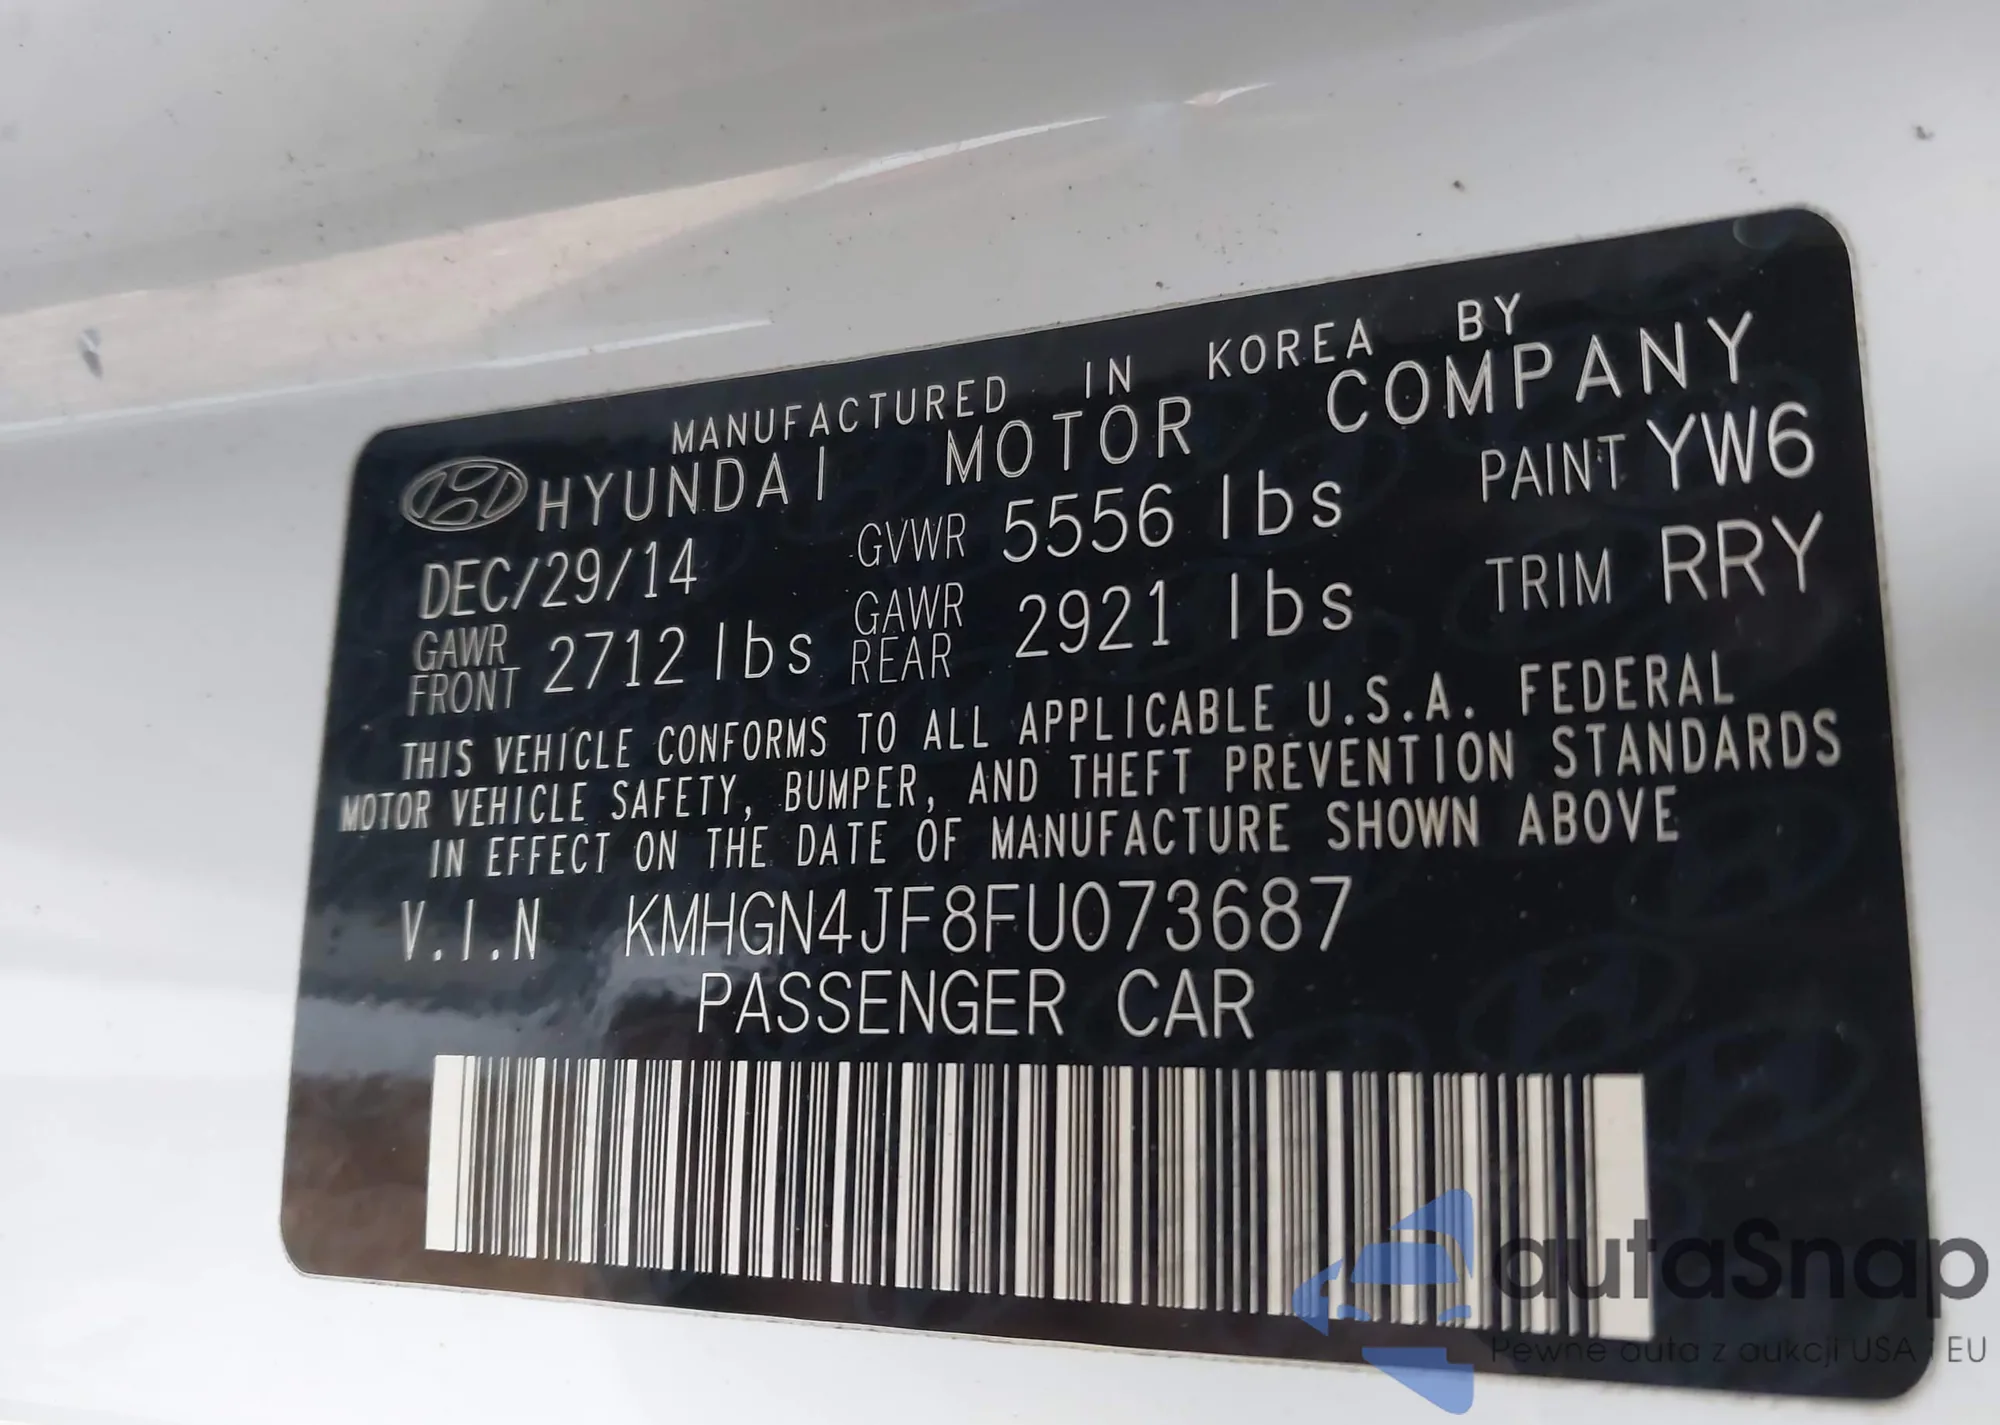 MANUFACTURED IN KOREA BY
HYUNDAI MOTOR COMPANY
DEC/29/14 GVWR 5556 lbs PAINT YW6
GAWR FRONT 2712 lbs GAWR REAR 2921 lbs TRIM RRY
THIS VEHICLE CONFORMS TO ALL APPLICABLE U.S.A. FEDERAL
MOTOR VEHICLE SAFETY, BUMPER, AND THEFT PREVENTION STANDARDS
IN EFFECT ON THE DATE OF MANUFACTURE SHOWN ABOVE
V.I.N KMHGN4JF8FU073687
PASSENGER CAR
autaSnap
Pewne auta z aukcji USA i EU